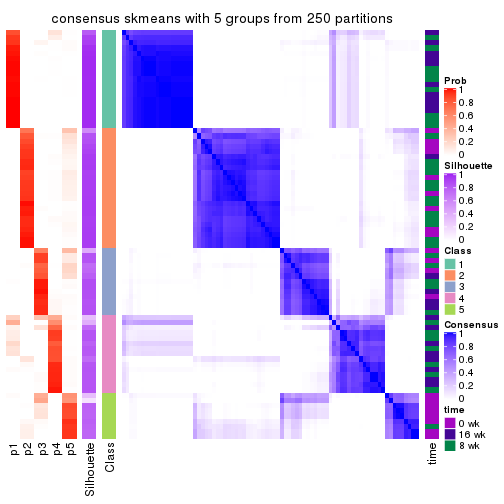 consensus skmeans with 5 groups from 250 partitions
Prob
1
0.8
0.6
0.4
0.2
0
Silhouette
1
0.8
0.6
0.4
0.2
0
Class
1
2
3
4
5
Consensus
1
0.8
0.6
0.4
0.2
0
time
0 wk
16 wk
8 wk
p1
p2
p3
p4
p5
Silhouette
Class
time